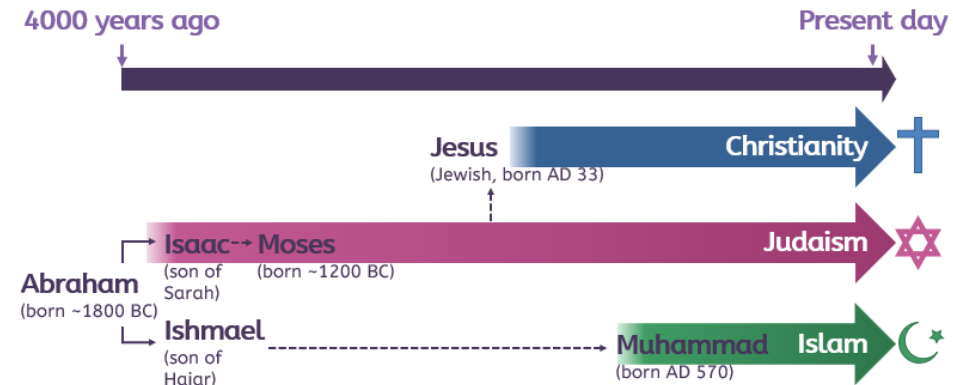 4000 years ago
Present day
Jesus
(Jewish, born AD 33)
Christianity
Isaac
(son of
Sarah)
Moses
(born ~1200 BC)
Judaism
Abraham
(born ~1800 BC)
Ishmael
(son of
Hajar)
Muhammad
(born AD 570)
Islam